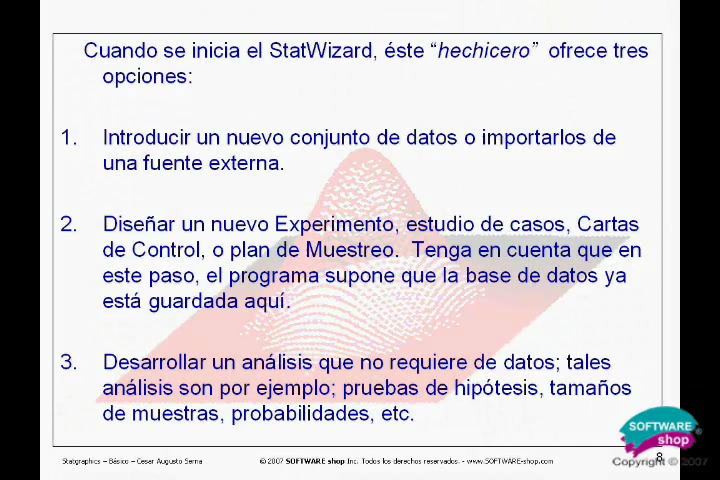 Cuando se inicia el StatWizard, éste “hechicero” ofrece tres
opciones:
1. Introducir un nuevo conjunto de datos o importarlos de
una fuente externa.
2. Diseñar un nuevo Experimento, estudio de casos, Cartas
de Control, o plan de Muestreo. Tenga en cuenta que en
este paso, el programa supone que la base de datos ya
está guardada aquí.
3. Desarrollar un análisis que no requiere de datos; tales
análisis son por ejemplo; pruebas de hipótesis, tamaños
de muestras, probabilidades, etc.
SOFTWARE
shop ®
Statgraphics – Básico – Cesar Augusto Serna © 2007 SOFTWARE shop Inc. Todos los derechos reservados. - www.SOFTWARE-shop.com 8
Copyright © 2007